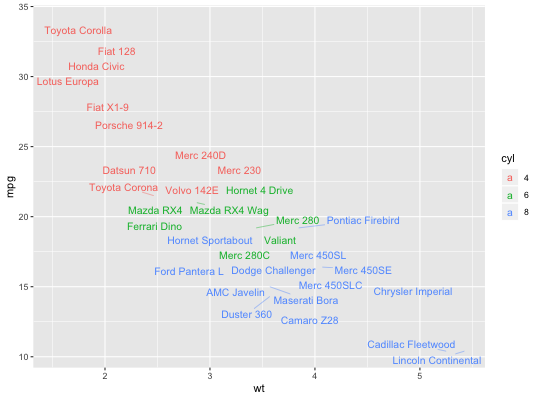 35
Toyota Corolla
Fiat 128
Honda Civic
30
Lotus Europa
Fiat X1-9
Porsche 914-2
25
Merc 240D
Datsun 710 Merc 230
Toyota Corona Volvo 142E Hornet 4 Drive
Mazda RX4 Mazda RX4 Wag
20
Merc 280 Pontiac Firebird
Ferrari Dino
Hornet Sportabout Valiant
Merc 280C Merc 450SL
Ford Pantera L Dodge Challenger Merc 450SE
15
Merc 450SLC
AMC Javelin Chrysler Imperial
Maserati Bora
Duster 360
Camaro Z28
Cadillac Fleetwood
10
Lincoln Continental
2 3 4 5
wt
mpg
cyl
a 4
a 6
a 8